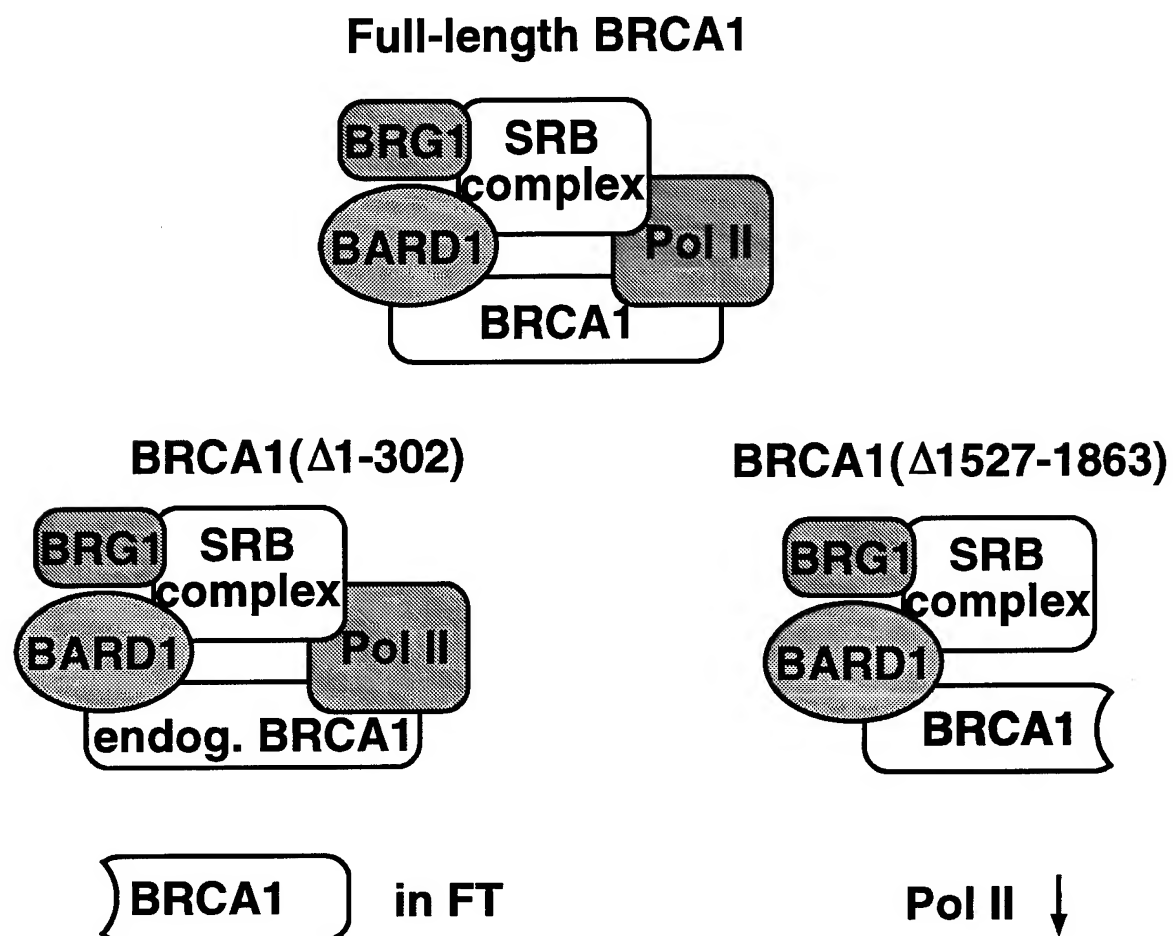 Full-length BRCA1
BRG1
SRB
complex
BARD1
Pol II
BRCA1
BRCA1(Δ1-302)
BRG1
SRB
complex
BARD1
Pol II
endog. BRCA1
BRCA1 in FT
BRCA1(Δ1527-1863)
BRG1
SRB
complex
BARD1
BRCA1
Pol II ↓